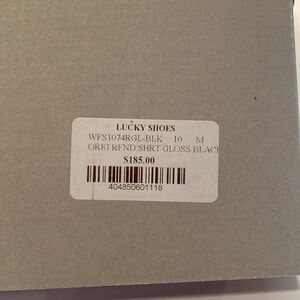 LUCKY SHOES
WFS1074RGL-BLK 10 M
ORIG RFND SHRT GLOSS BLACK
$185.00
404850601118